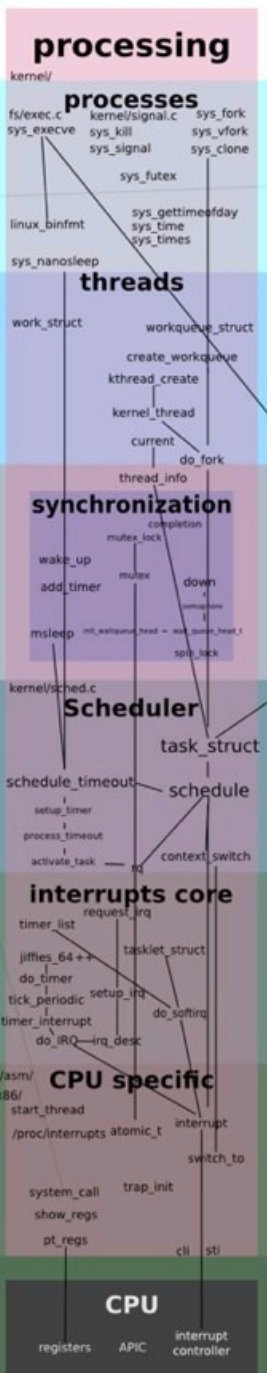 processing
kernel/
processes
fs/exec.c kernel/signal.c sys_fork
sys_execve sys_kill sys_vfork
sys_signal sys_clone
sys_futex
sys_gettimeofday
linux_binfmt sys_time
sys_times
sys_nanosleep
threads
work_struct workqueue_struct
create_workqueue
kthread_create
kernel_thread
current
do_fork
thread_info
synchronization
completion
mutex_lock
wake_up
mutex
add_timer down
semaphore
msleep init_waitqueue_head wait_queue_head_t
spin_lock
kernel/sched.c
Scheduler
task_struct
schedule_timeout schedule
setup_timer
process_timeout
activate_task rq context_switch
interrupts core
request_irq
timer_list
jiffies_64++ tasklet_struct
do_timer
tick_periodic setup_irq
timer_interrupt do_softirq
do_IRQ irq_desc
CPU specific
/asm/
x86/
start_thread
/proc/interrupts atomic_t interrupt
switch_to
system_call trap_init
show_regs
pt_regs
cli sti
CPU
registers APIC interrupt
controller